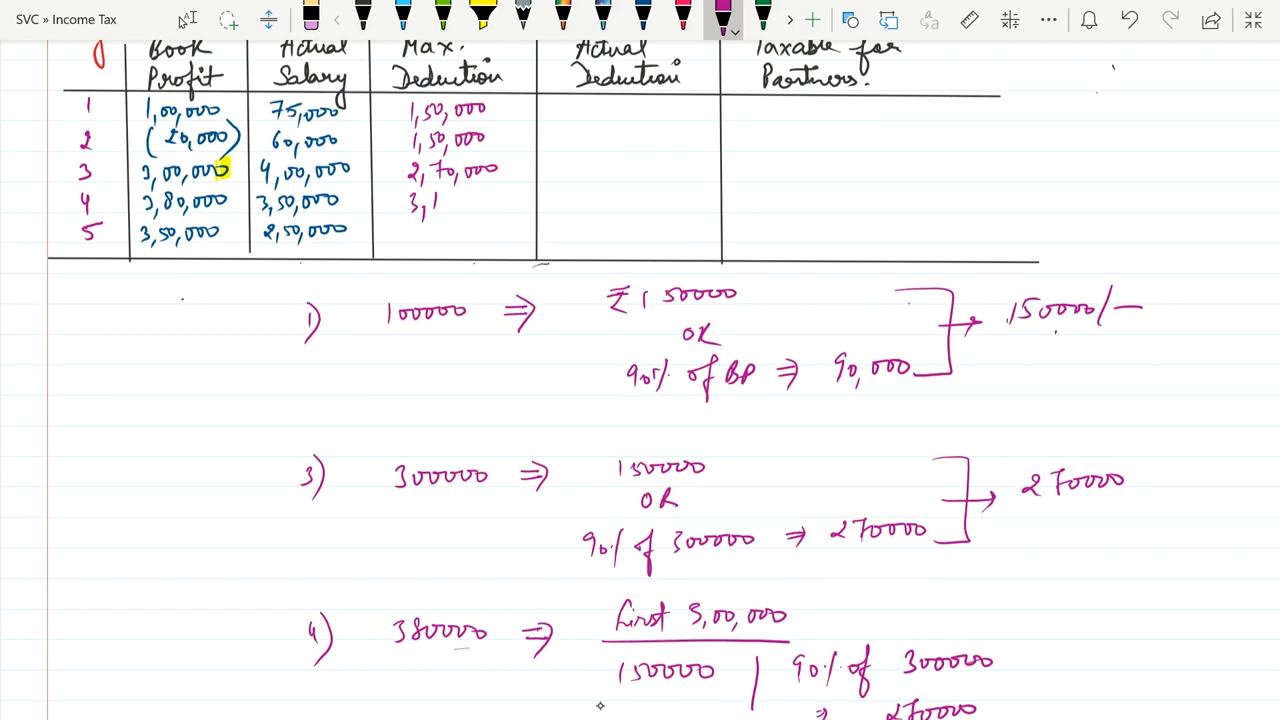 SVC » Income Tax
Book Profit | Actual Salary | Max. Deduction | Actual Deduction | Taxable for Partners.
1 | 1,00,000 | 75,000 | 1,50,000
2 | (20,000) | 60,000 | 1,50,000
3 | 3,00,000 | 4,00,000 | 2,70,000
4 | 3,80,000 | 3,50,000 | 3,1
5 | 3,50,000 | 2,50,000
1) 100000 ⇒ ₹ 150000
OR
90% of BP ⇒ 90,000
→ 150000/-
3) 300000 ⇒ 150000
OR
90% of 300000 ⇒ 270000
→ 270000
4) 380000 ⇒ first 3,00,000
150000 | 90% of 300000
⇒ 270000